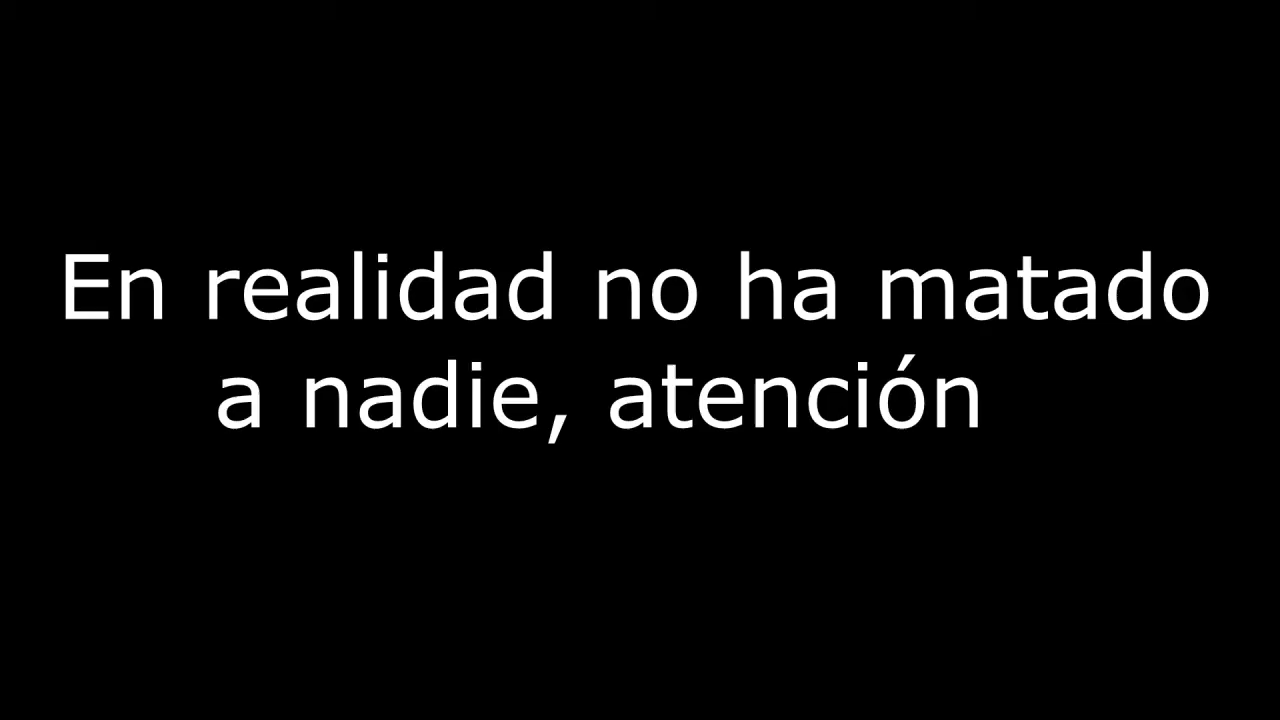 En realidad no ha matado
a nadie, atención